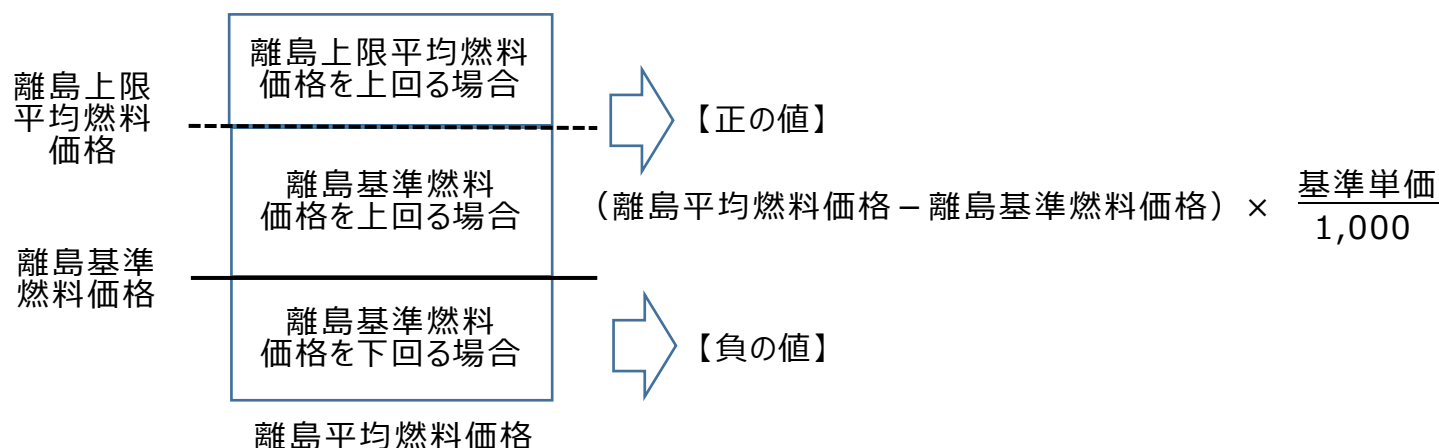 離島上限平均燃料
価格を上回る場合
離島上限
平均燃料
価格
【正の値】
離島基準燃料
価格を上回る場合
（離島平均燃料価格－離島基準燃料価格）× 基準単価
1,000
離島基準
燃料価格
離島基準燃料
価格を下回る場合
【負の値】
離島平均燃料価格